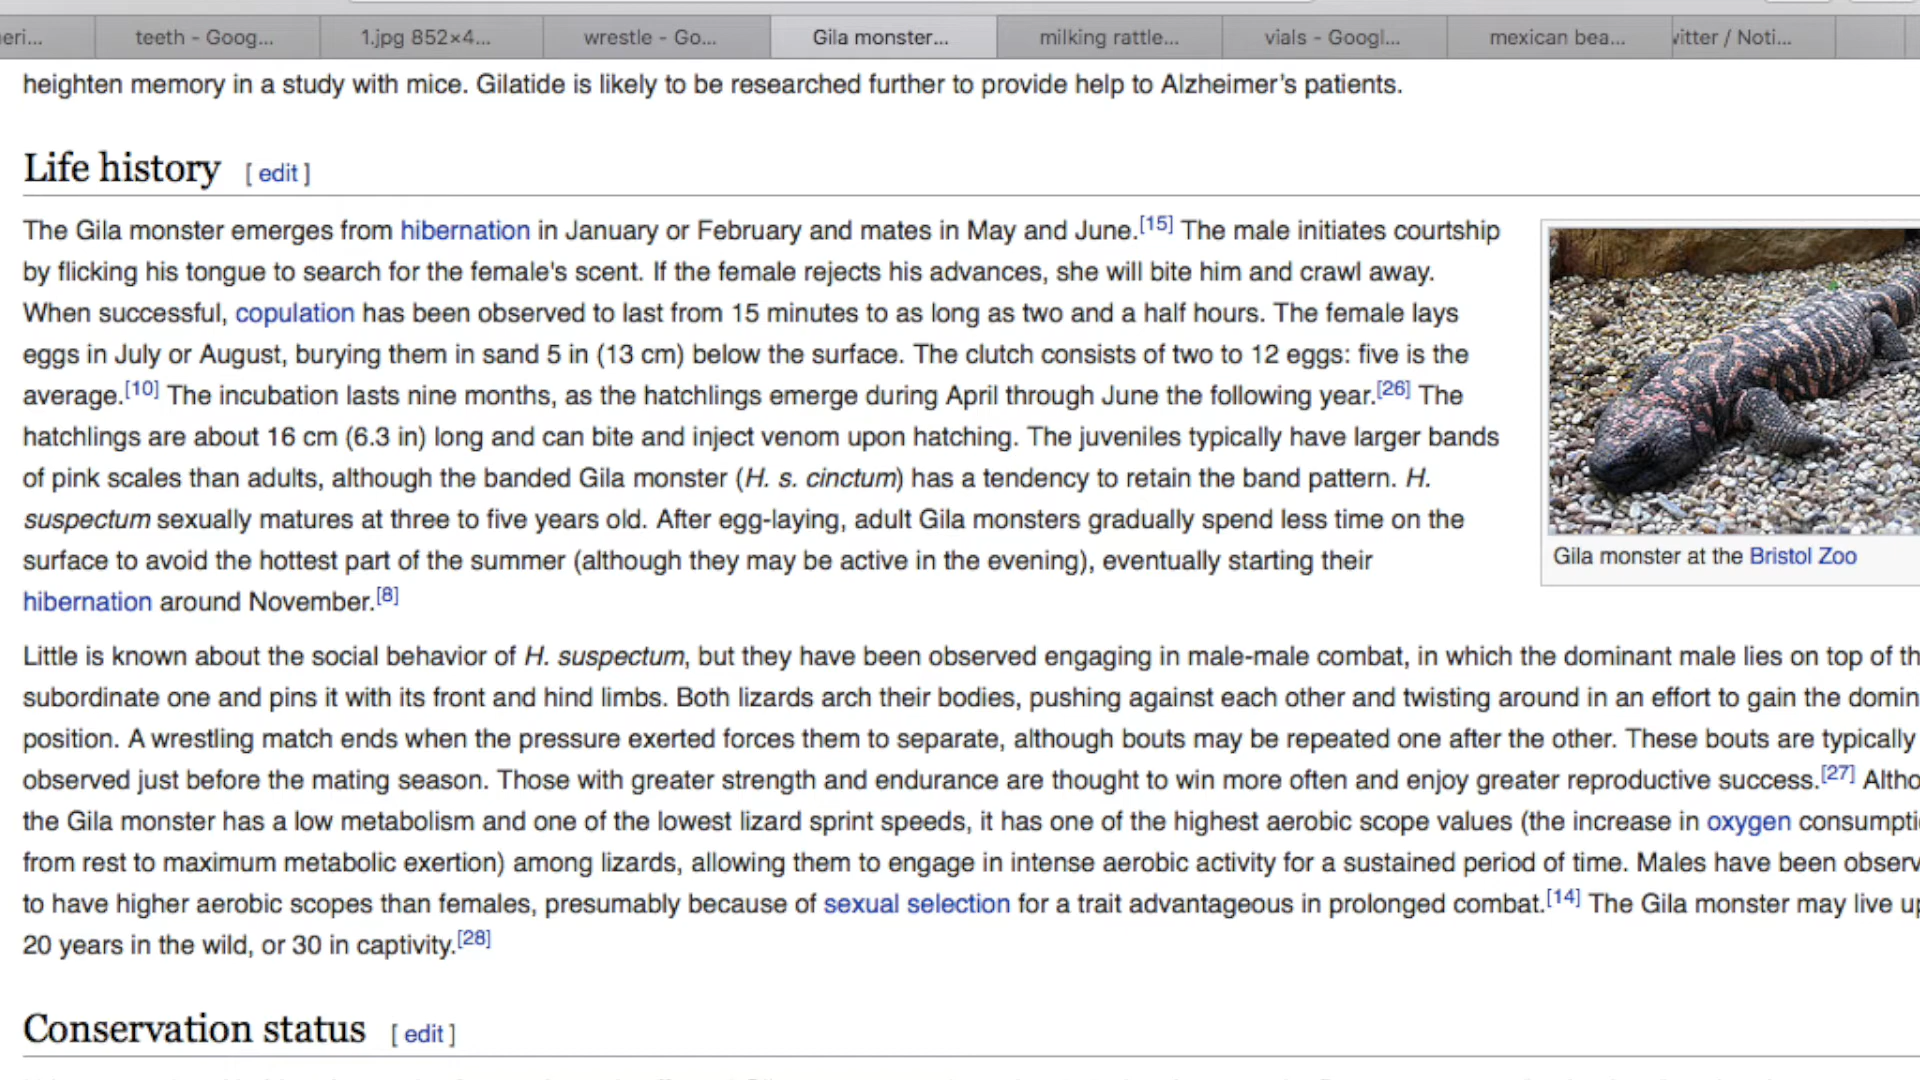 eri...
teeth - Goog...
1.jpg 852×4...
wrestle - Go...
Gila monster...
milking rattle...
vials - Googl...
mexican bea...
vitter / Noti...
heighten memory in a study with mice. Gilatide is likely to be researched further to provide help to Alzheimer's patients.
Life history [ edit ]
The Gila monster emerges from hibernation in January or February and mates in May and June.[15] The male initiates courtship
by flicking his tongue to search for the female's scent. If the female rejects his advances, she will bite him and crawl away.
When successful, copulation has been observed to last from 15 minutes to as long as two and a half hours. The female lays
eggs in July or August, burying them in sand 5 in (13 cm) below the surface. The clutch consists of two to 12 eggs: five is the
average.[10] The incubation lasts nine months, as the hatchlings emerge during April through June the following year.[26] The
hatchlings are about 16 cm (6.3 in) long and can bite and inject venom upon hatching. The juveniles typically have larger bands
of pink scales than adults, although the banded Gila monster (H. s. cinctum) has a tendency to retain the band pattern. H.
suspectum sexually matures at three to five years old. After egg-laying, adult Gila monsters gradually spend less time on the
surface to avoid the hottest part of the summer (although they may be active in the evening), eventually starting their
hibernation around November.[8]
Gila monster at the Bristol Zoo
Little is known about the social behavior of H. suspectum, but they have been observed engaging in male-male combat, in which the dominant male lies on top of th
subordinate one and pins it with its front and hind limbs. Both lizards arch their bodies, pushing against each other and twisting around in an effort to gain the domin
position. A wrestling match ends when the pressure exerted forces them to separate, although bouts may be repeated one after the other. These bouts are typically
observed just before the mating season. Those with greater strength and endurance are thought to win more often and enjoy greater reproductive success.[27] Altho
the Gila monster has a low metabolism and one of the lowest lizard sprint speeds, it has one of the highest aerobic scope values (the increase in oxygen consumpti
from rest to maximum metabolic exertion) among lizards, allowing them to engage in intense aerobic activity for a sustained period of time. Males have been observ
to have higher aerobic scopes than females, presumably because of sexual selection for a trait advantageous in prolonged combat.[14] The Gila monster may live up
20 years in the wild, or 30 in captivity.[28]
Conservation status [ edit ]